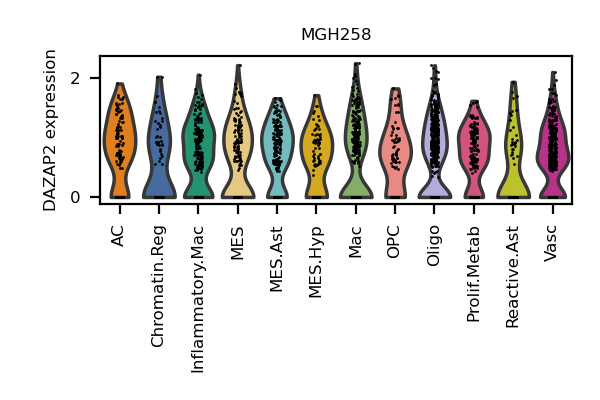 MGH258
DAZAP2 expression
2
0
AC
Chromatin.Reg
Inflammatory.Mac
MES
MES.Ast
MES.Hyp
Mac
OPC
Oligo
Prolif.Metab
Reactive.Ast
Vasc